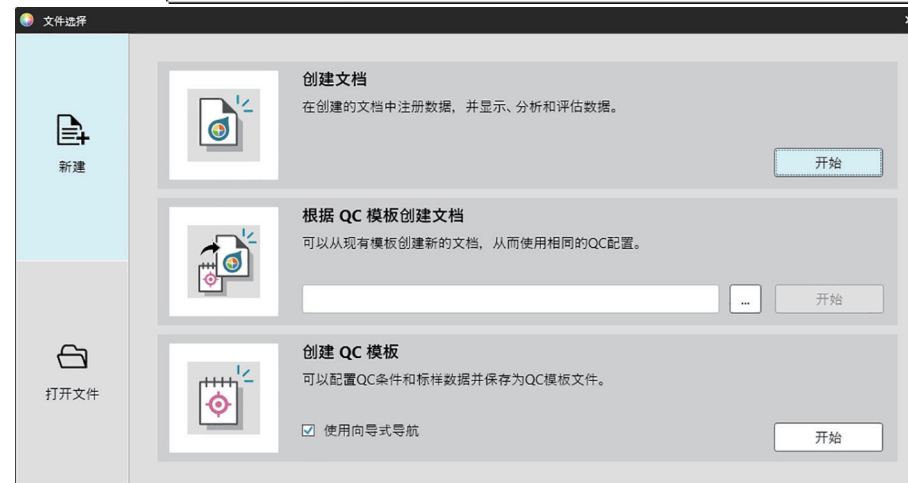 文件选择
新建
打开文件
创建文档
在创建的文档中注册数据，并显示、分析和评估数据。
开始
根据 QC 模板创建文档
可以从现有模板创建新的文档，从而使用相同的QC配置。
...
开始
创建 QC 模板
可以配置QC条件和标样数据并保存为QC模板文件。
使用向导式导航
开始